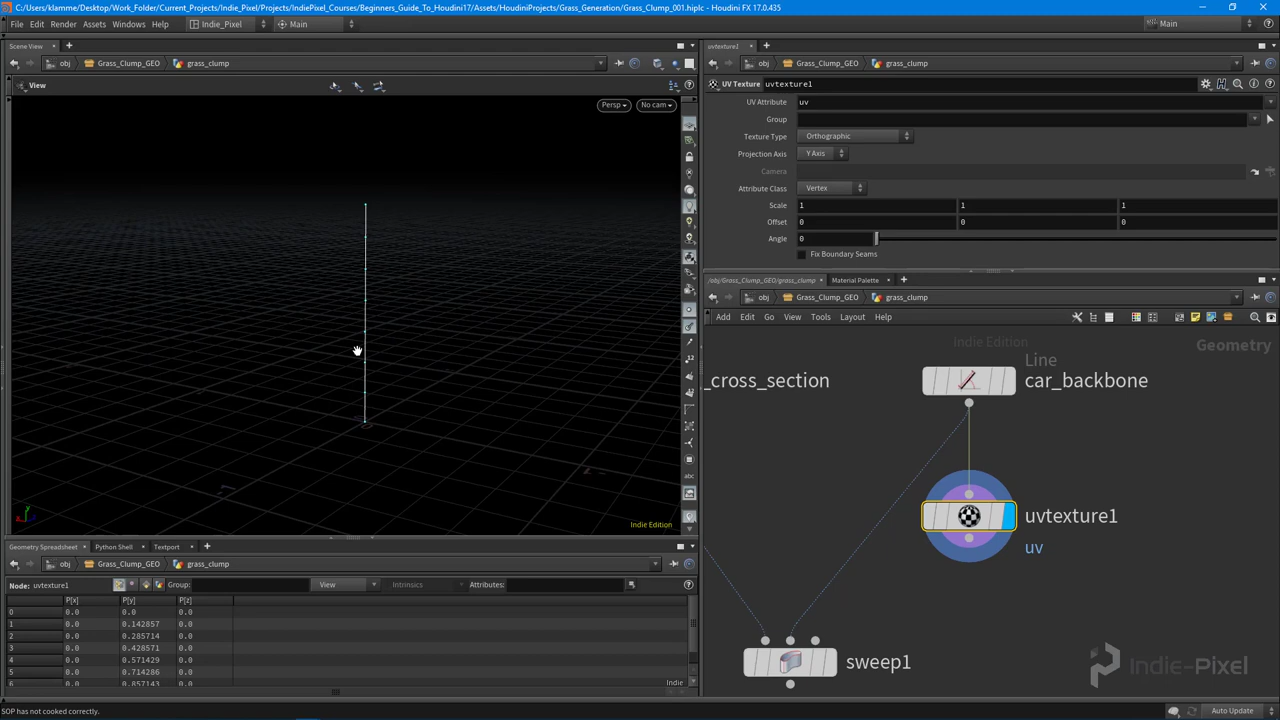 C:/Users/klamme/Desktop/Work_Folder/Current_Projects/Indie_Pixel/Projects/IndiePixel_Courses/Beginners_Guide_To_Houdini17/Assets/HoudiniProjects/Grass_Generation/Grass_Clump_001.hiplc - Houdini FX 17.0.435
File Edit Render Assets Windows Help Indie_Pixel Main Main
Scene View
obj Grass_Clump_GEO grass_clump
View
Persp No cam
Indie Edition
Geometry Spreadsheet Python Shell Textport
obj Grass_Clump_GEO grass_clump
Node: uvtexture1 Group: View Intrinsics Attributes:
P[x] P[y] P[z]
0 0.0 0.0 0.0
1 0.0 0.142857 0.0
2 0.0 0.285714 0.0
3 0.0 0.428571 0.0
4 0.0 0.571429 0.0
5 0.0 0.714286 0.0
6 0.0 0.857143 0.0
Indie
SOP has not cooked correctly.
uvtexture1
obj Grass_Clump_GEO grass_clump
UV Texture uvtexture1
UV Attribute uv
Group
Texture Type Orthographic
Projection Axis Y Axis
Camera
Attribute Class Vertex
Scale 1 1 1
Offset 0 0 0
Angle 0
Fix Boundary Seams
/obj/Grass_Clump_GEO/grass_clump Material Palette
obj Grass_Clump_GEO grass_clump
Add Edit Go View Tools Layout Help
Indie Edition
Geometry
Line
_cross_section
car_backbone
uvtexture1
uv
sweep1
Indie-Pixel
Auto Update